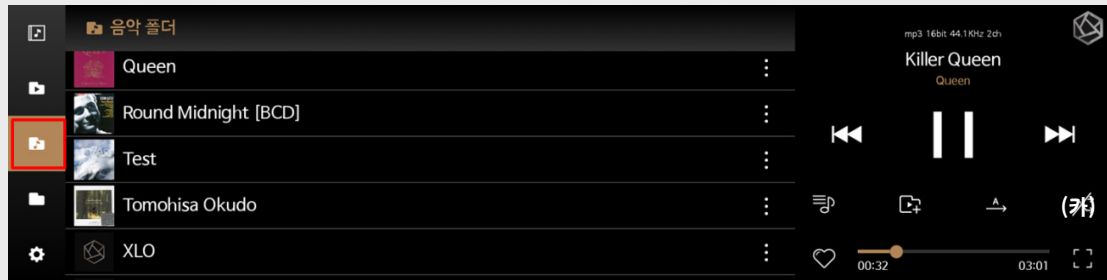 음악 폴더
Queen
Round Midnight [BCD]
Test
Tomohisa Okudo
XLO
mp3 16bit 44.1KHz 2ch
Killer Queen
Queen
A
(카)
00:32
03:01